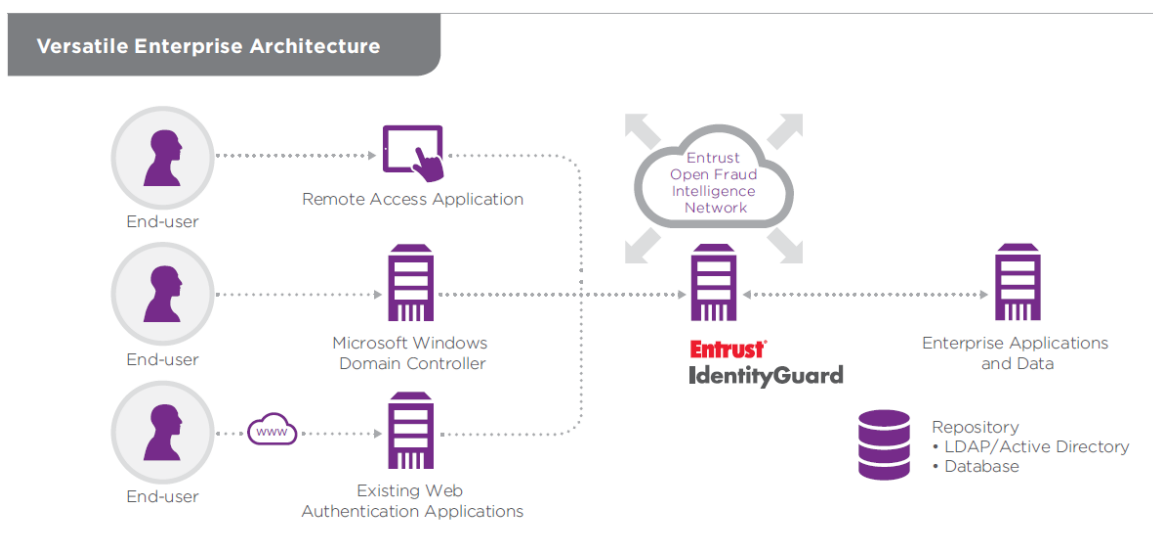 Versatile Enterprise Architecture
End-user
Remote Access Application
Entrust
Open Fraud
Intelligence
Network
End-user
Microsoft Windows
Domain Controller
Entrust®
IdentityGuard
Enterprise Applications
and Data
End-user
www
Existing Web
Authentication Applications
Repository
• LDAP/Active Directory
• Database